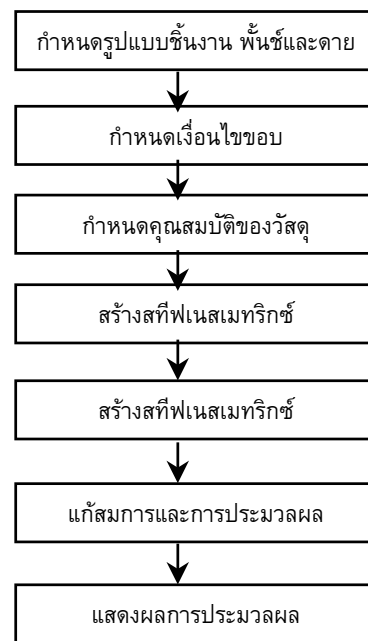 กำหนดรูปแบบชิ้นงาน พั้นช์และดาย
กำหนดเงื่อนไขขอบ
กำหนดคุณสมบัติของวัสดุ
สร้างสทีฟเนสเมทริกซ์
สร้างสทีฟเนสเมทริกซ์
แก้สมการและการประมวลผล
แสดงผลการประมวลผล